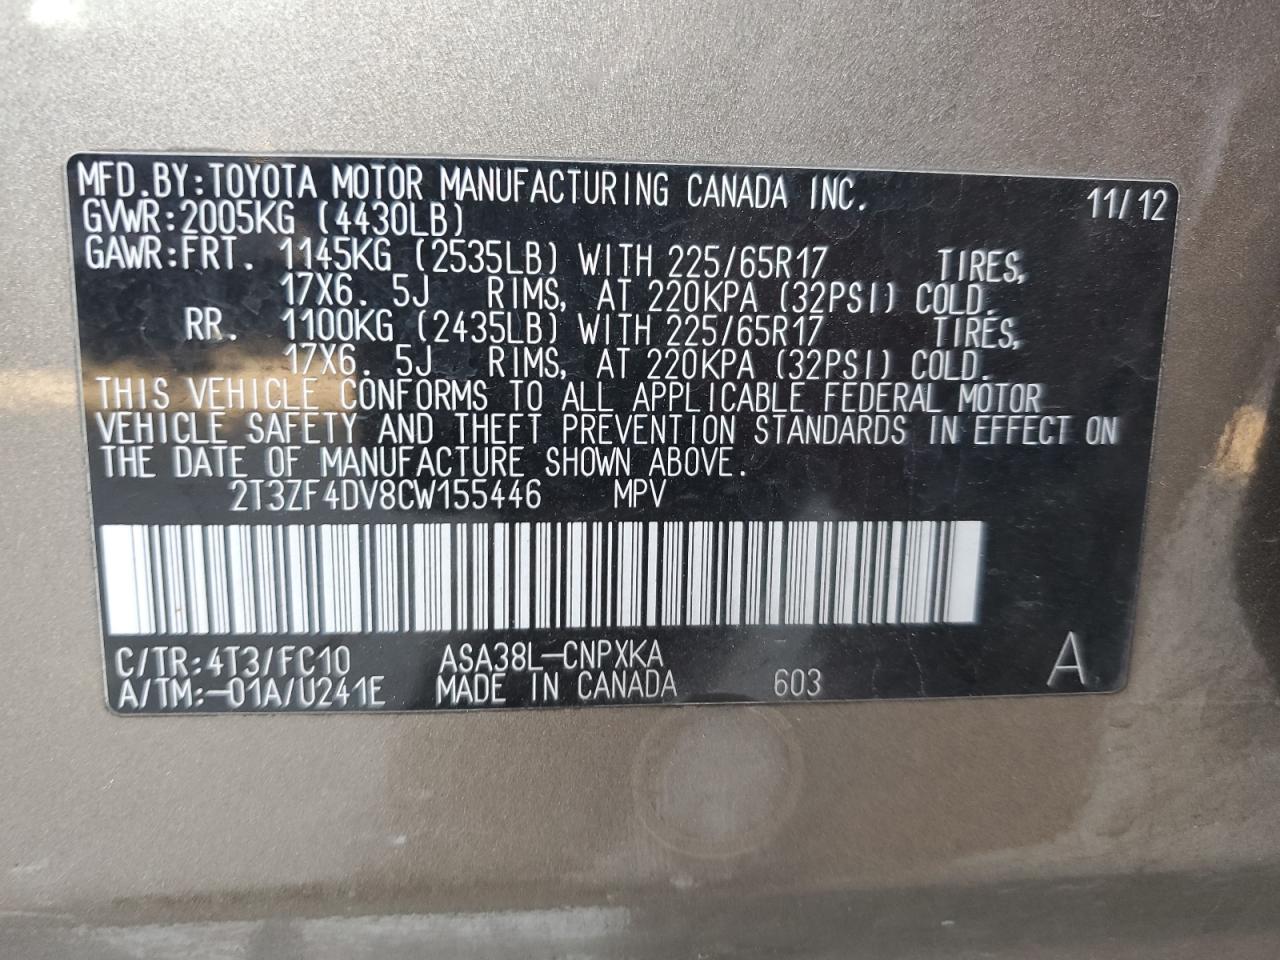 MFD.BY:TOYOTA MOTOR MANUFACTURING CANADA INC. 11/12
GVWR:2005KG (4430LB)
GAWR:FRT. 1145KG (2535LB) WITH 225/65R17 TIRES,
17X6. 5J RIMS, AT 220KPA (32PSI) COLD.
RR. 1100KG (2435LB) WITH 225/65R17 TIRES,
17X6. 5J RIMS, AT 220KPA (32PSI) COLD.
THIS VEHICLE CONFORMS TO ALL APPLICABLE FEDERAL MOTOR
VEHICLE SAFETY AND THEFT PREVENTION STANDARDS IN EFFECT ON
THE DATE OF MANUFACTURE SHOWN ABOVE.
2T3ZF4DV8CW155446 MPV
C/TR:4T3/FC10 ASA38L-CNPXKA A
A/TM:-01A/U241E MADE IN CANADA 603